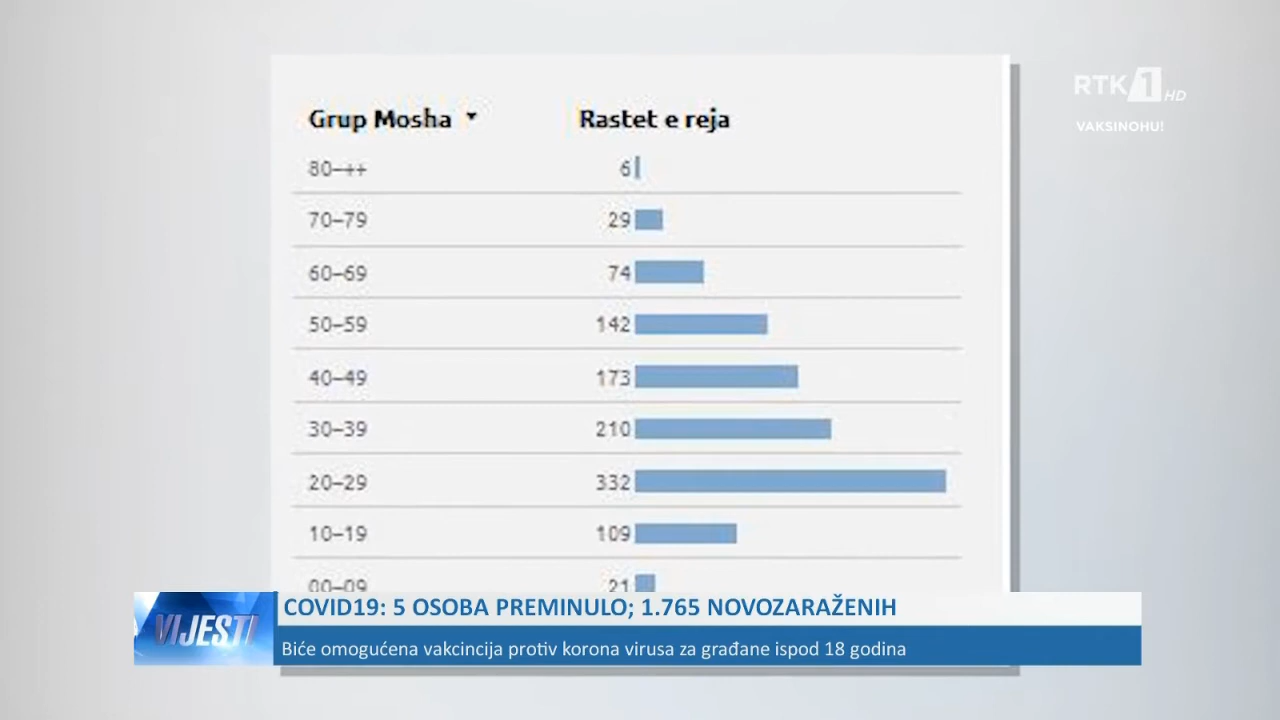 RTK 1 HD
VAKSINOHU!
Grup Mosha Rastet e reja
80–++ 6
70–79 29
60–69 74
50–59 142
40–49 173
30–39 210
20–29 332
10–19 109
00–09 21
VIJESTI
COVID19: 5 OSOBA PREMINULO; 1.765 NOVOZARAŽENIH
Biće omogućena vakcincija protiv korona virusa za građane ispod 18 godina